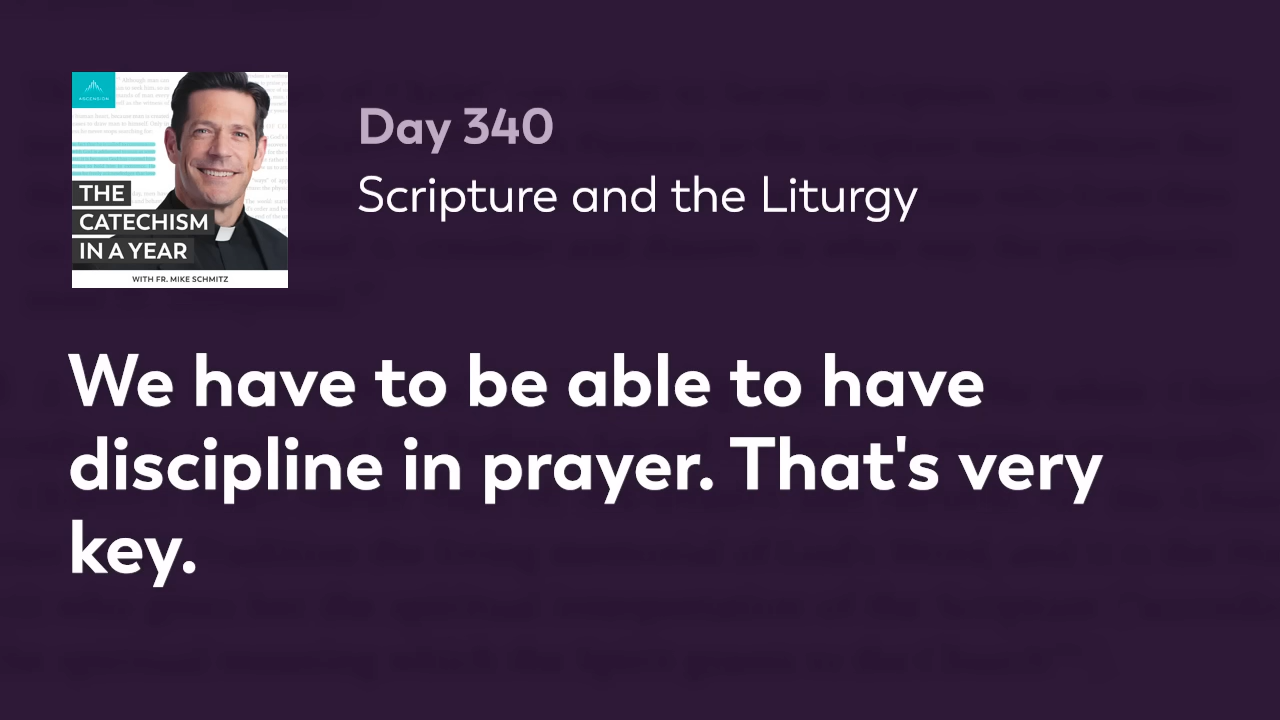 ASCENSION
THE
CATECHISM
IN A YEAR
WITH FR. MIKE SCHMITZ
Day 340
Scripture and the Liturgy
We have to be able to have
discipline in prayer. That's very
key.